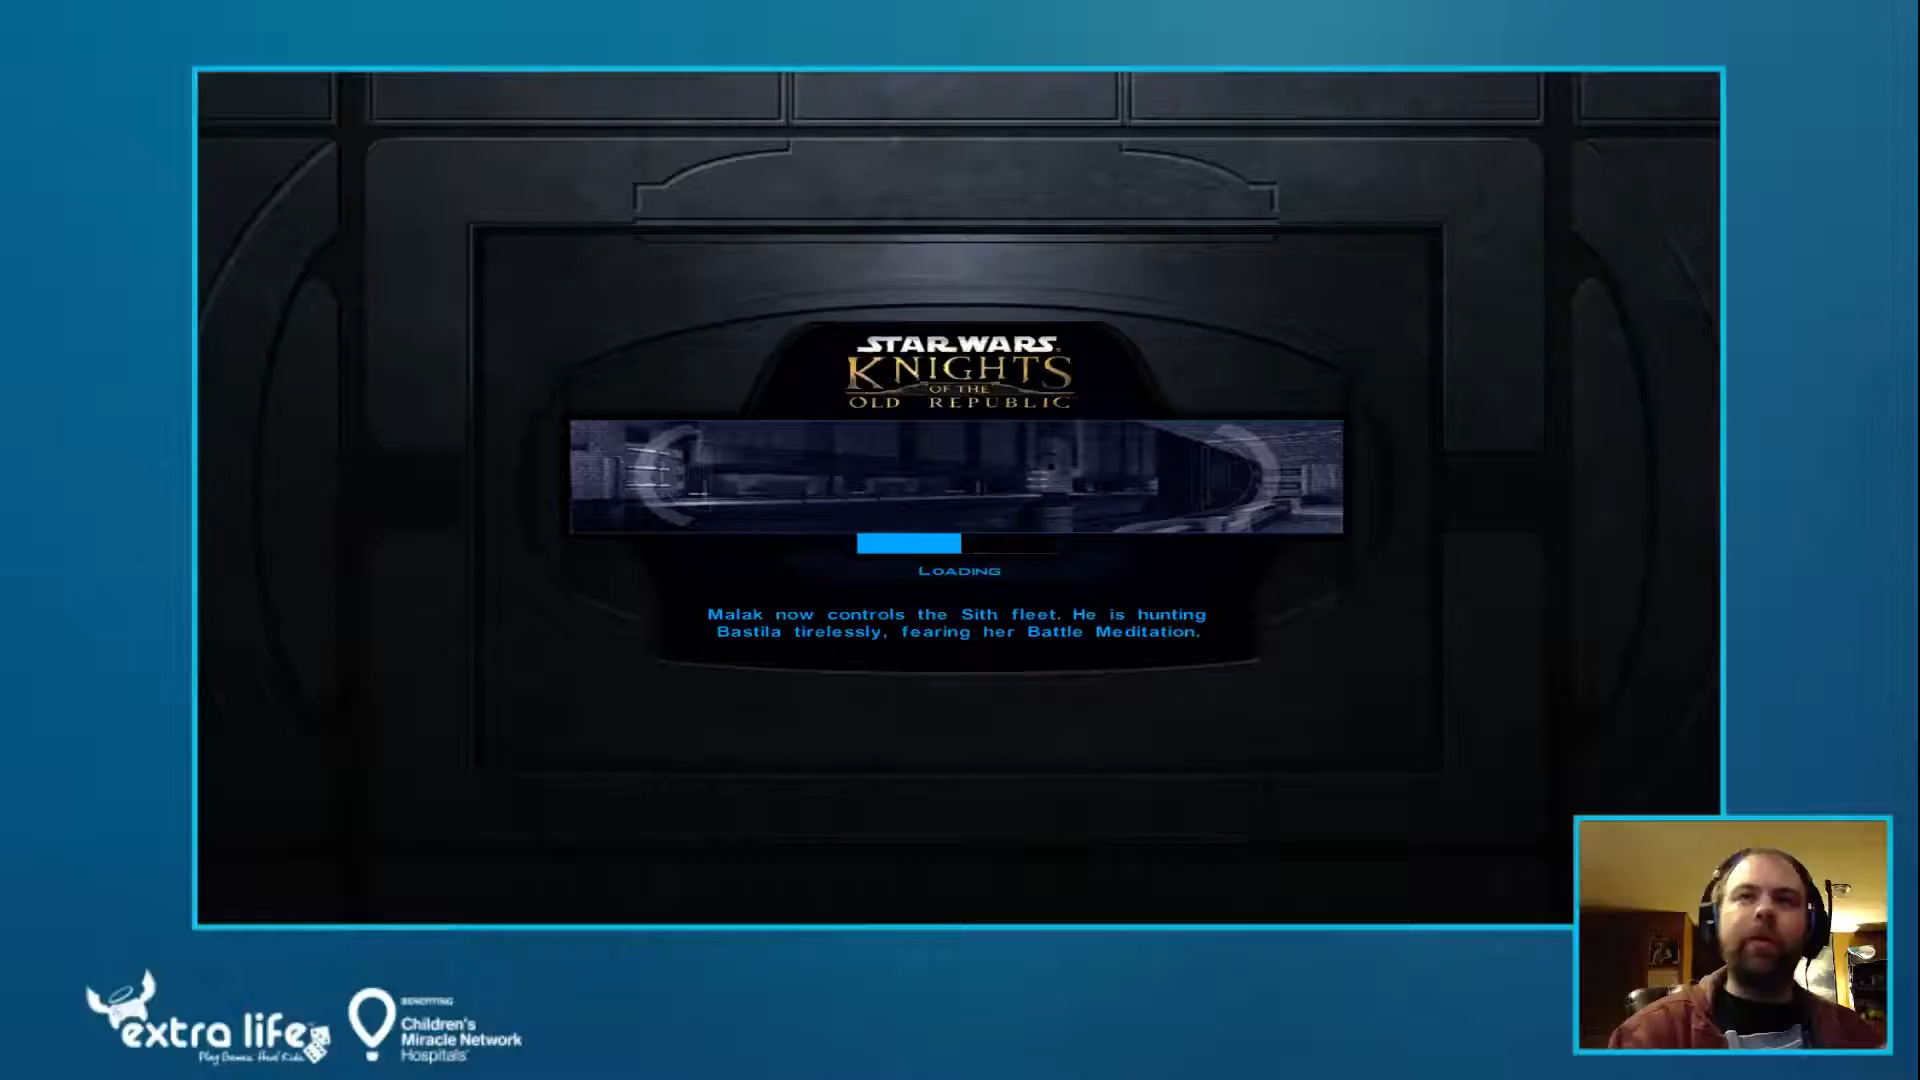 STAR WARS
KNIGHTS
OF THE
OLD REPUBLIC
LOADING
Malak now controls the Sith fleet. He is hunting
Bastila tirelessly, fearing her Battle Meditation.
extra life
Play Games. Heal Kids.
BENEFITING
Children's
Miracle Network
Hospitals